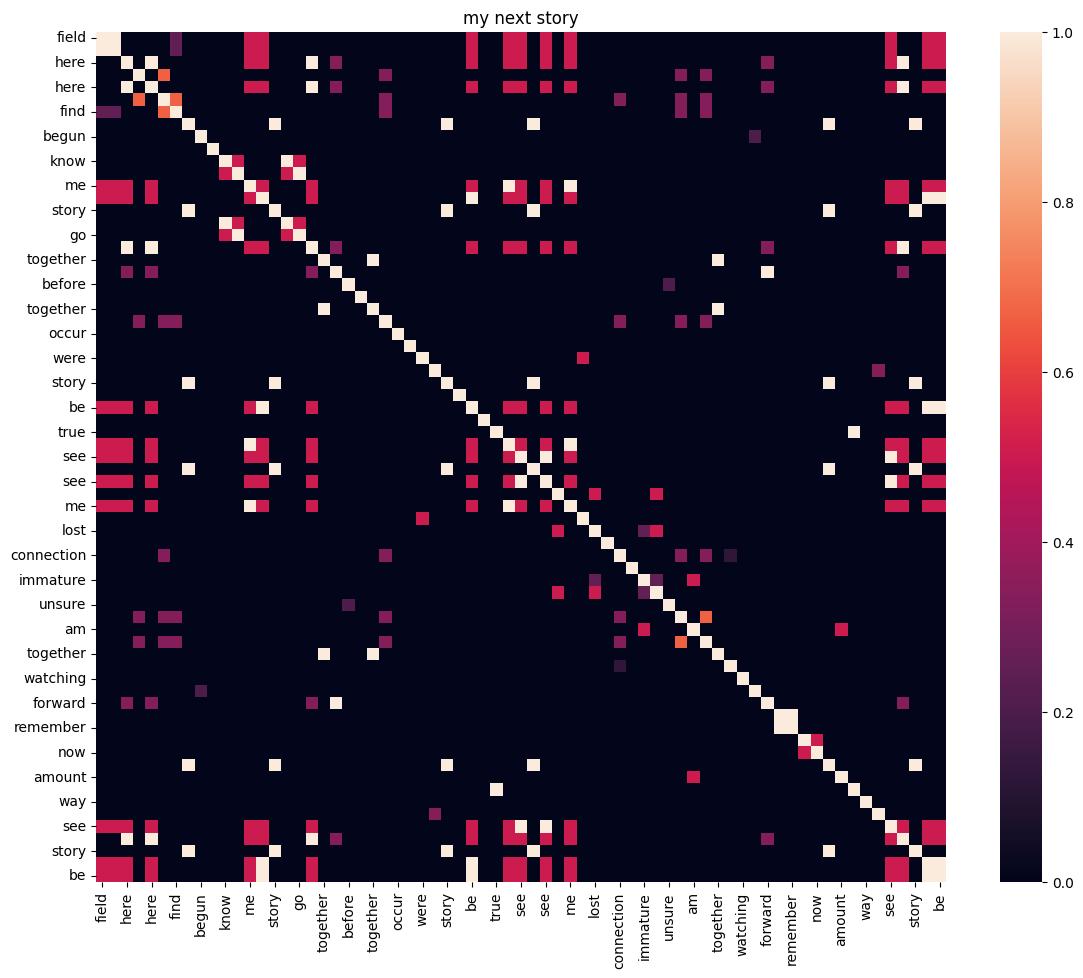 my next story
field
here
here
find
begun
know
me
story
go
together
before
together
occur
were
story
be
true
see
see
me
lost
connection
immature
unsure
am
together
watching
forward
remember
now
amount
way
see
story
be
field
here
here
find
begun
know
me
story
go
together
before
together
occur
were
story
be
true
see
see
me
lost
connection
immature
unsure
am
together
watching
forward
remember
now
amount
way
see
story
be
1.0
0.8
0.6
0.4
0.2
0.0